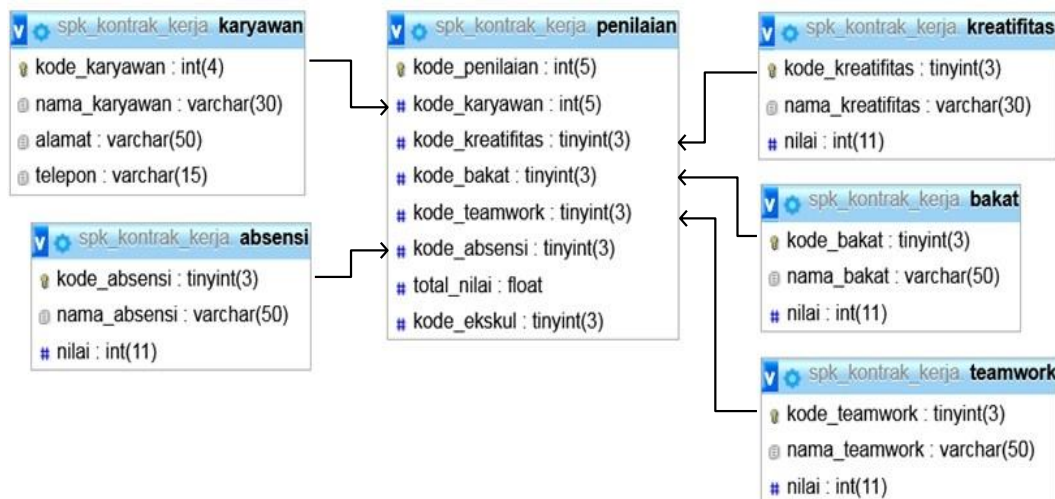 spk_kontrak_kerja karyawan
kode_karyawan : int(4)
nama_karyawan : varchar(30)
alamat : varchar(50)
telepon : varchar(15)
spk_kontrak_kerja absensi
kode_absensi : tinyint(3)
nama_absensi : varchar(50)
nilai : int(11)
spk_kontrak_kerja penilaian
kode_penilaian : int(5)
kode_karyawan : int(5)
kode_kreatifitas : tinyint(3)
kode_bakat : tinyint(3)
kode_teamwork : tinyint(3)
kode_absensi : tinyint(3)
total_nilai : float
kode_ekskul : tinyint(3)
spk_kontrak_kerja kreatifitas
kode_kreatifitas : tinyint(3)
nama_kreatifitas : varchar(30)
nilai : int(11)
spk_kontrak_kerja bakat
kode_bakat : tinyint(3)
nama_bakat : varchar(50)
nilai : int(11)
spk_kontrak_kerja teamwork
kode_teamwork : tinyint(3)
nama_teamwork : varchar(50)
nilai : int(11)